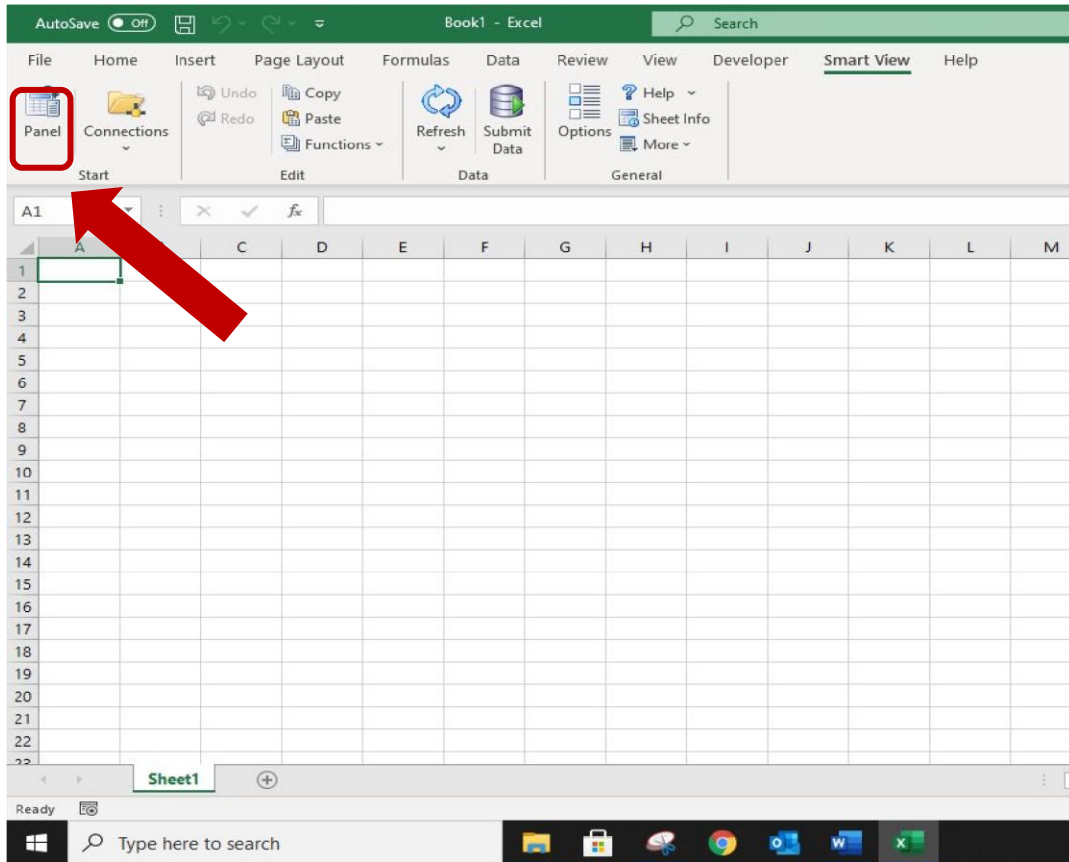 AutoSave Off Book1 - Excel Search
File Home Insert Page Layout Formulas Data Review View Developer Smart View Help
Undo Copy Help
Redo Paste Sheet Info
Panel Connections Functions Refresh Submit Data Options More
Start Edit Data General
A1 fx
A C D E F G H I J K L M
1
2
3
4
5
6
7
8
9
10
11
12
13
14
15
16
17
18
19
20
21
22
23
Sheet1
Ready
Type here to search